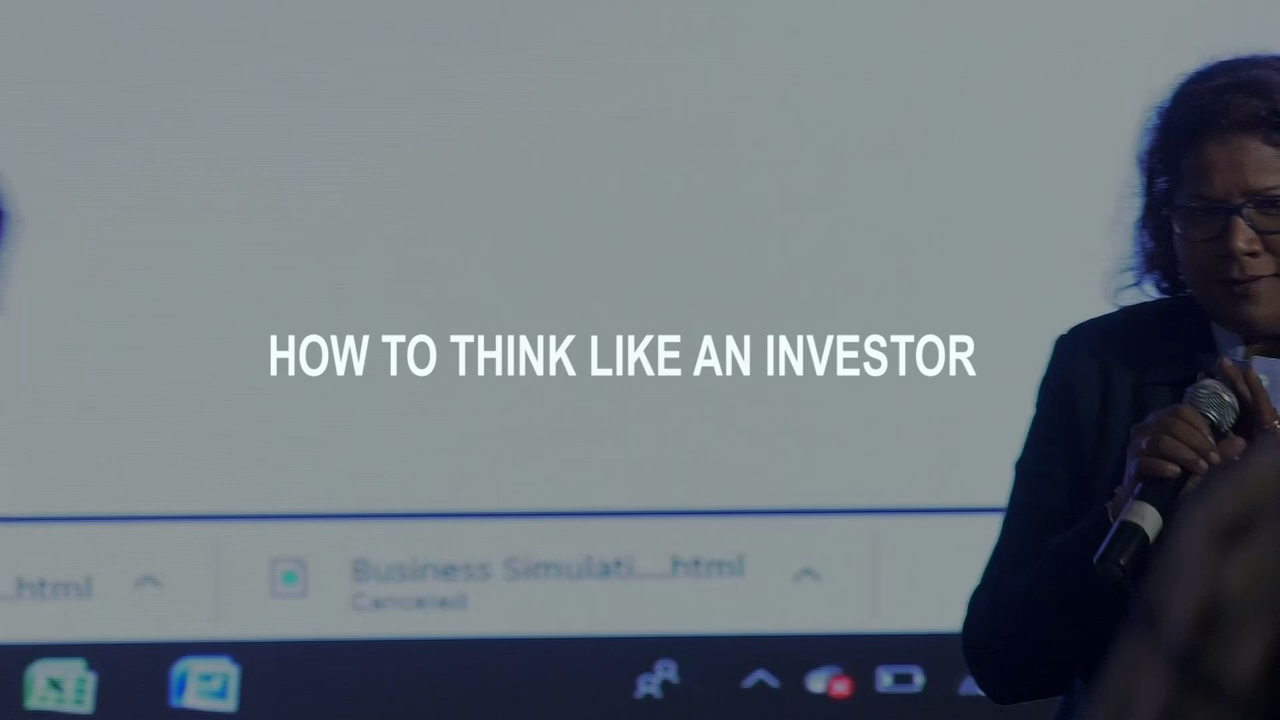 HOW TO THINK LIKE AN INVESTOR
...html
Business Simulati....html
Canceled